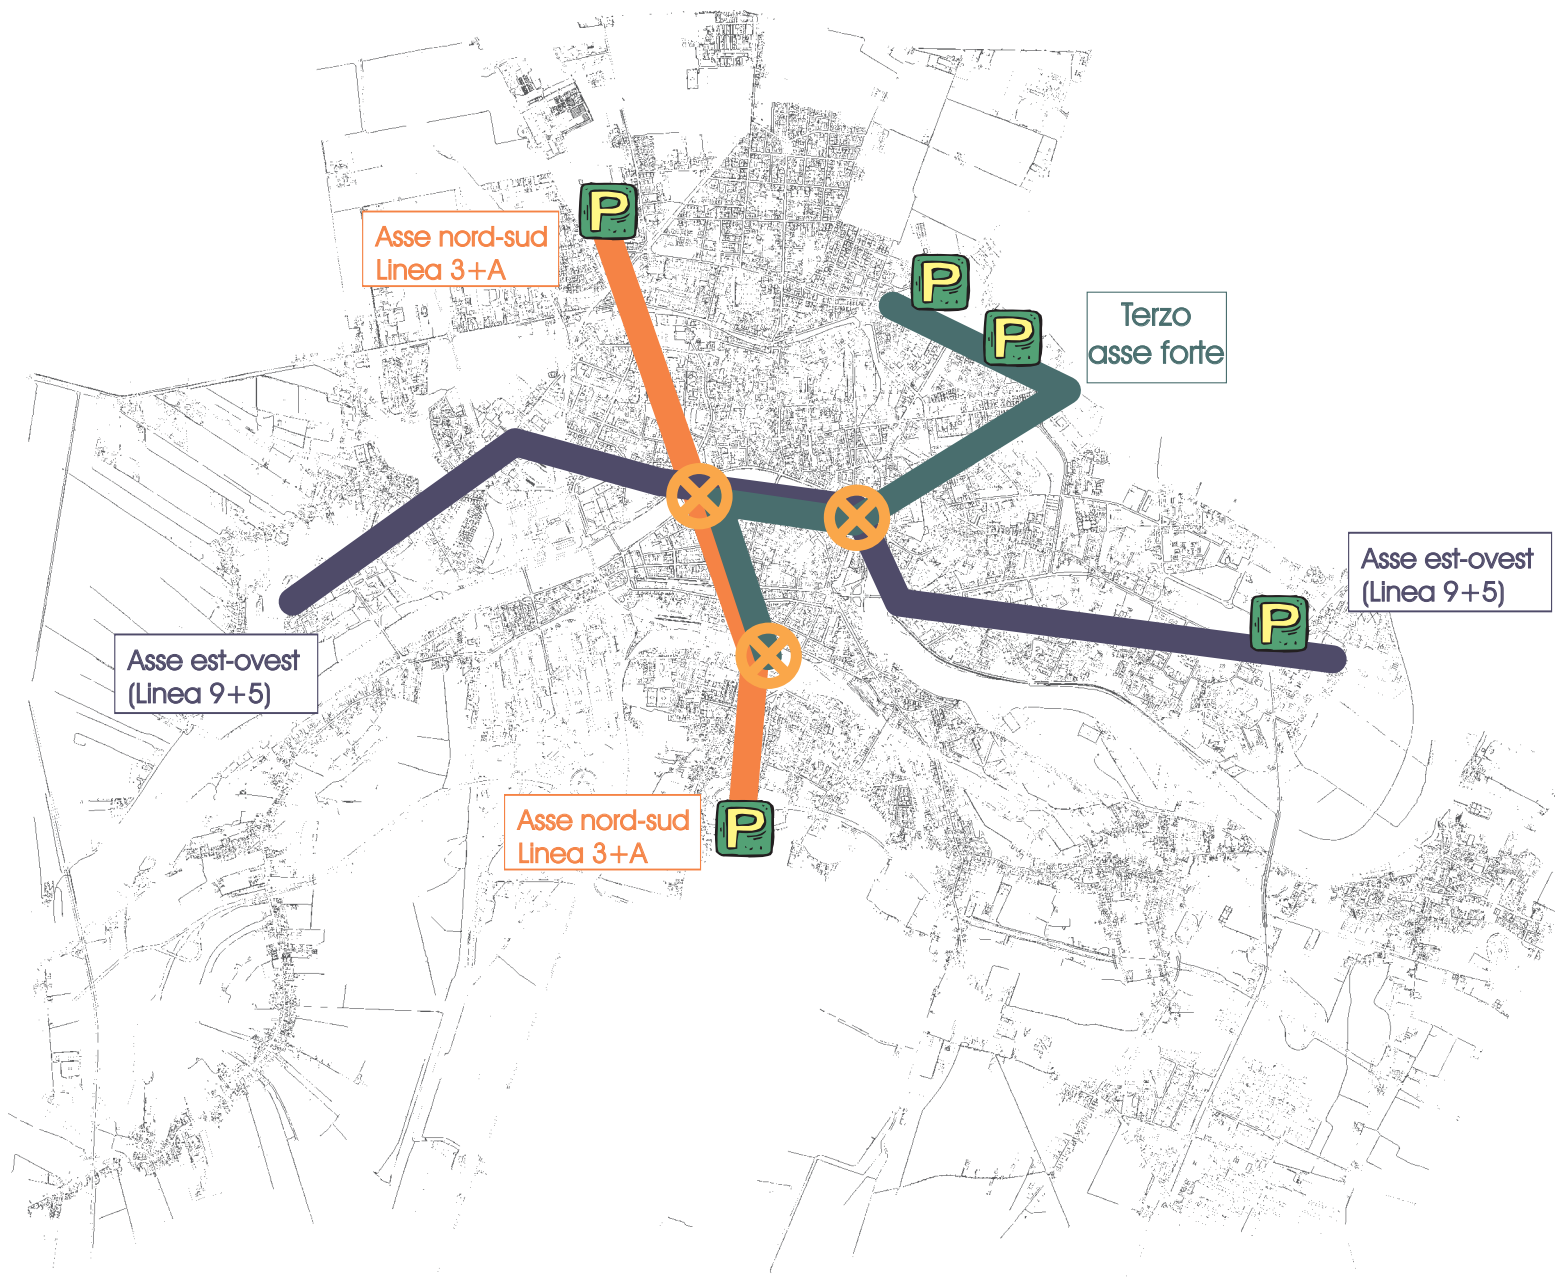 P
Asse nord-sud
Linea 3+A
P
P
Terzo
asse forte
Asse est-ovest
(Linea 9+5)
P
Asse est-ovest
(Linea 9+5)
Asse nord-sud
Linea 3+A
P